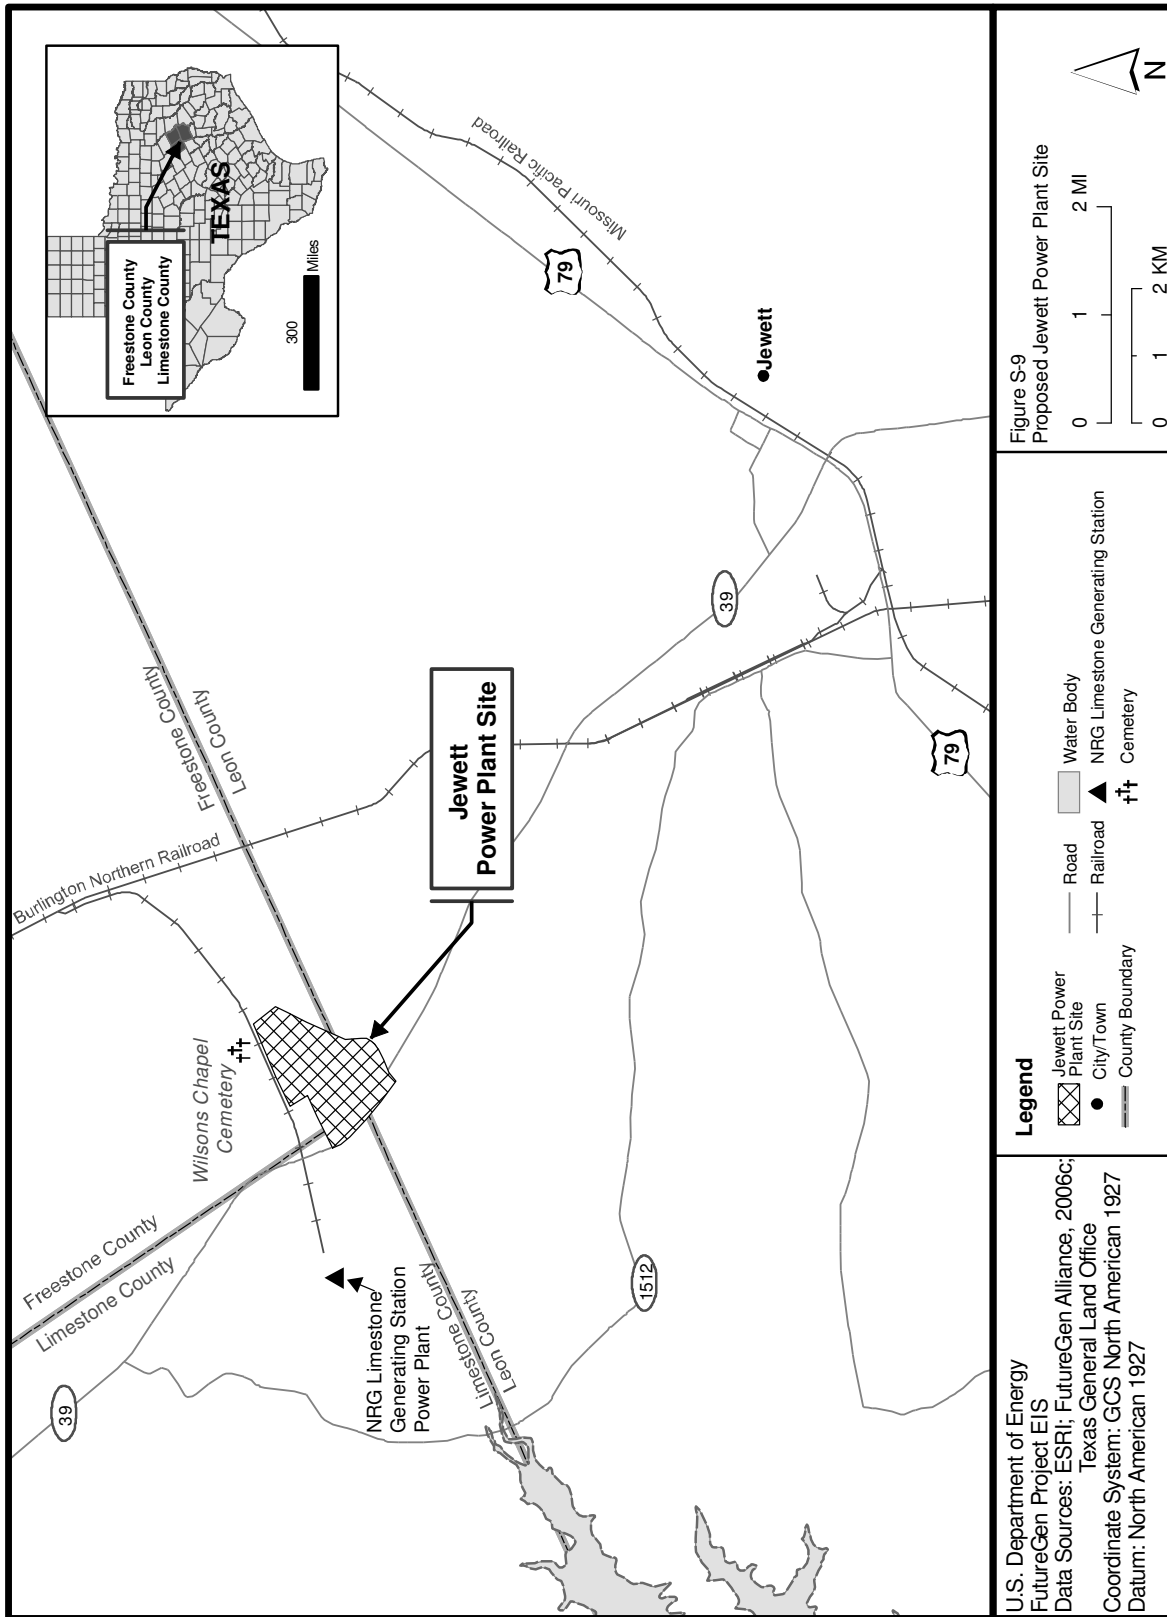 Freestone County
Leon County
Limestone County
TEXAS
300
Miles
Missouri Pacific Railroad
79
Jewett
39
Freestone County
Leon County
Burlington Northern Railroad
Jewett
Power Plant Site
79
Wilsons Chapel
Cemetery
Freestone County
Limestone County
39
NRG Limestone
Generating Station
Power Plant
Limestone County
Leon County
1512
U.S. Department of Energy
FutureGen Project EIS
Data Sources: ESRI; FutureGen Alliance, 2006c;
Texas General Land Office
Coordinate System: GCS North American 1927
Datum: North American 1927
Legend
Jewett Power
Plant Site
City/Town
County Boundary
Road
Railroad
Water Body
NRG Limestone Generating Station
Cemetery
Figure S-9
Proposed Jewett Power Plant Site
0 1 2 MI
0 1 2 KM
N